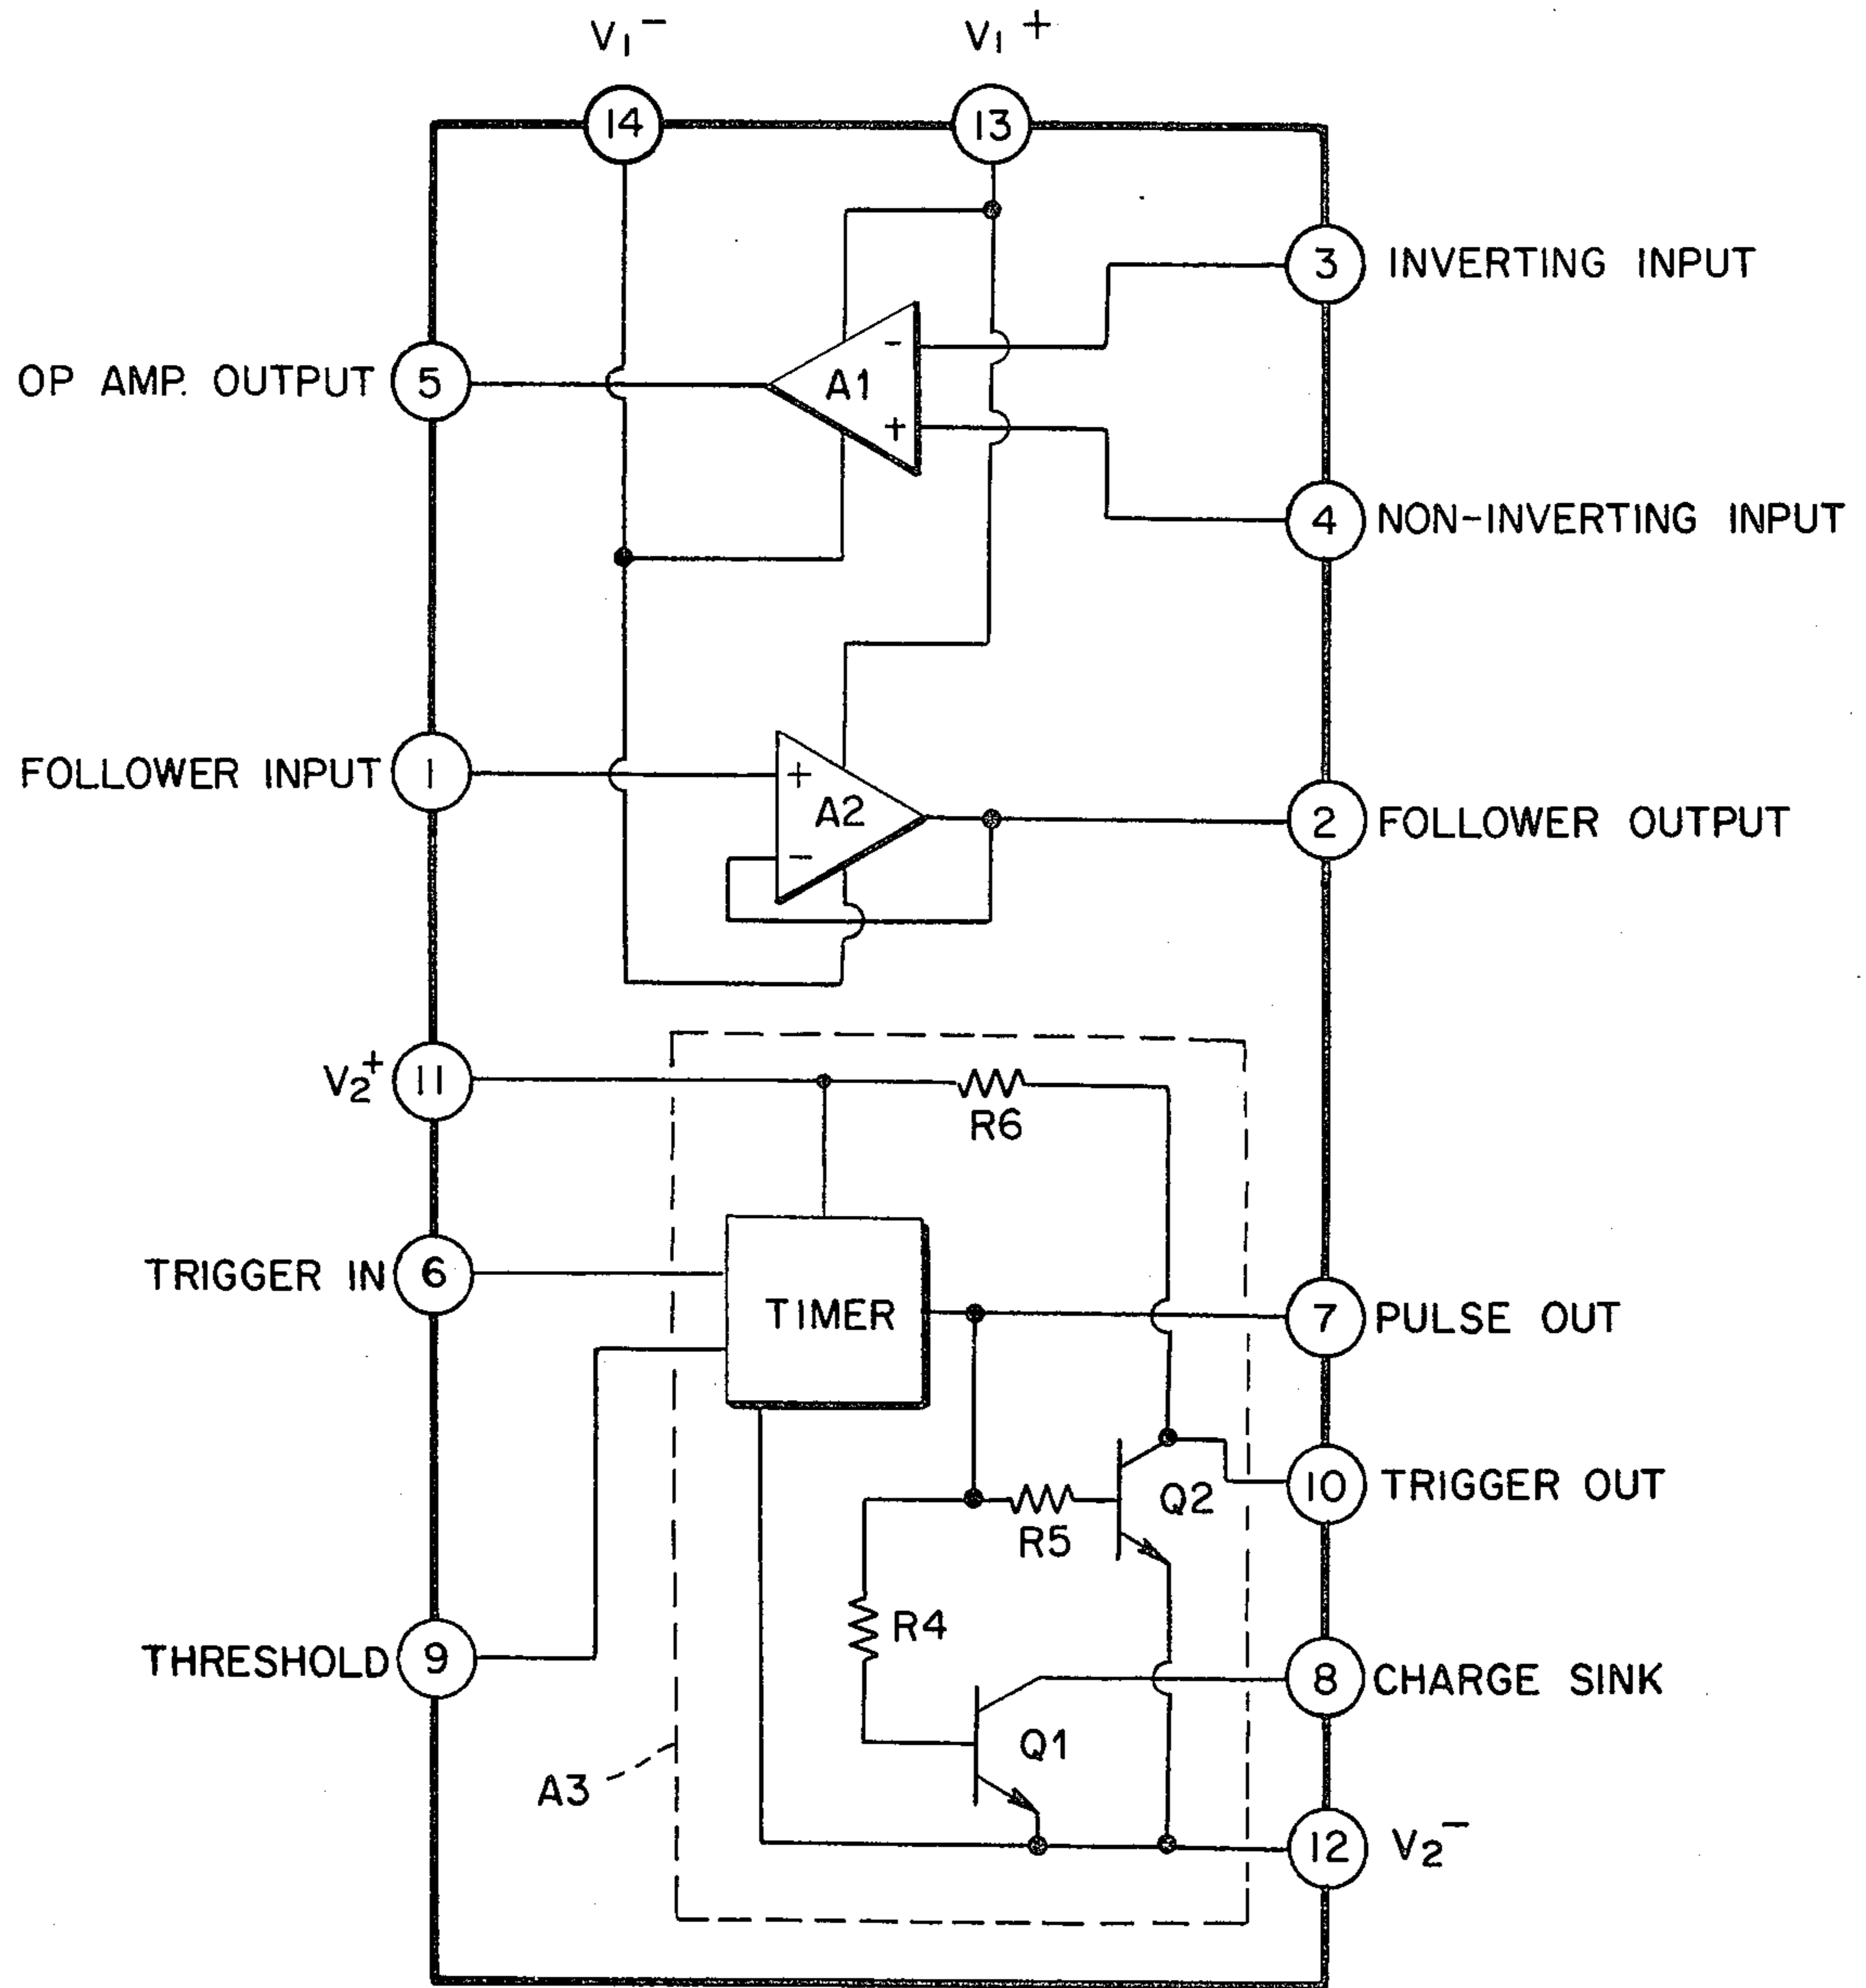 V1⁻
V1⁺
14
13
3 INVERTING INPUT
-
OP AMP. OUTPUT 5
A1
+
4 NON-INVERTING INPUT
FOLLOWER INPUT 1
+
A2
2 FOLLOWER OUTPUT
-
V2⁺ 11
R6
TRIGGER IN 6
TIMER
7 PULSE OUT
10 TRIGGER OUT
Q2
R5
R4
THRESHOLD 9
8 CHARGE SINK
Q1
A3
12 V2⁻